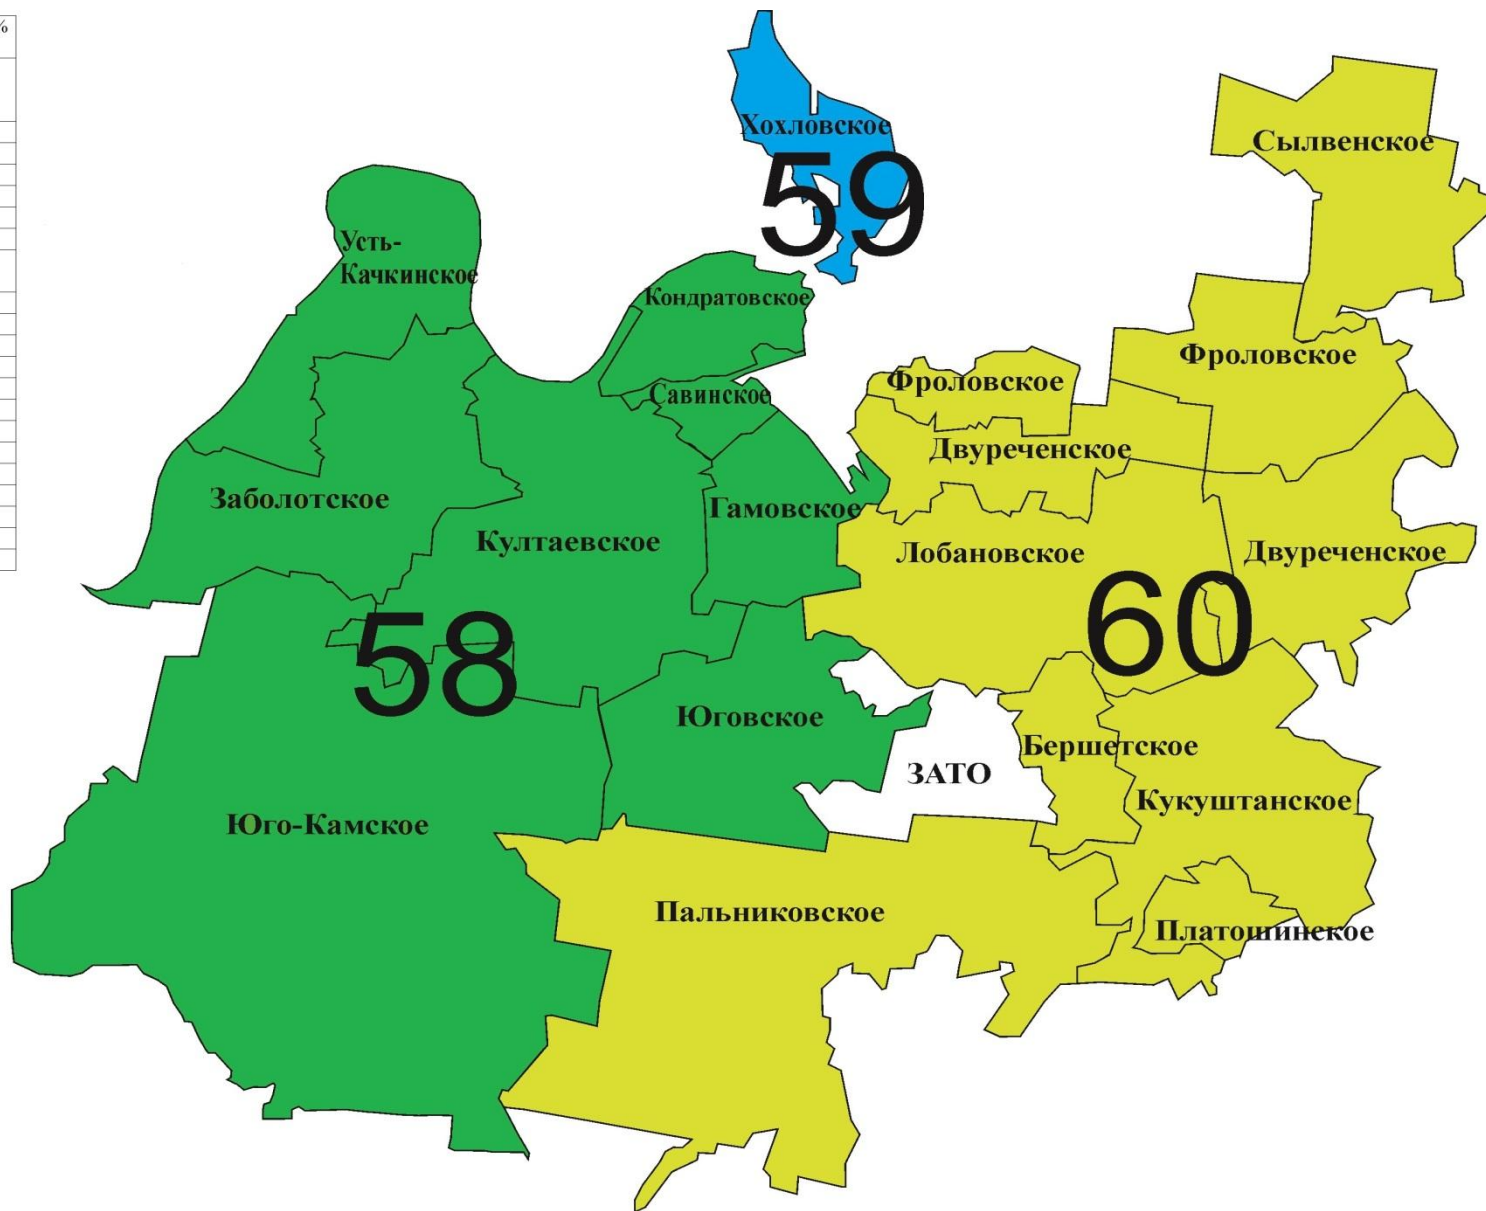 %
Хохловское
59
Сылвенское
Усть-
Качкинское
Кондратовское
Фроловское
Фроловское
Савинское
Двуреченское
Заболотское
Гамовское
Култаевское
Лобановское
Двуреченское
58
60
Юговское
Бершетское
ЗАТО
Кукуштанское
Юго-Камское
Пальниковское
Платошинское